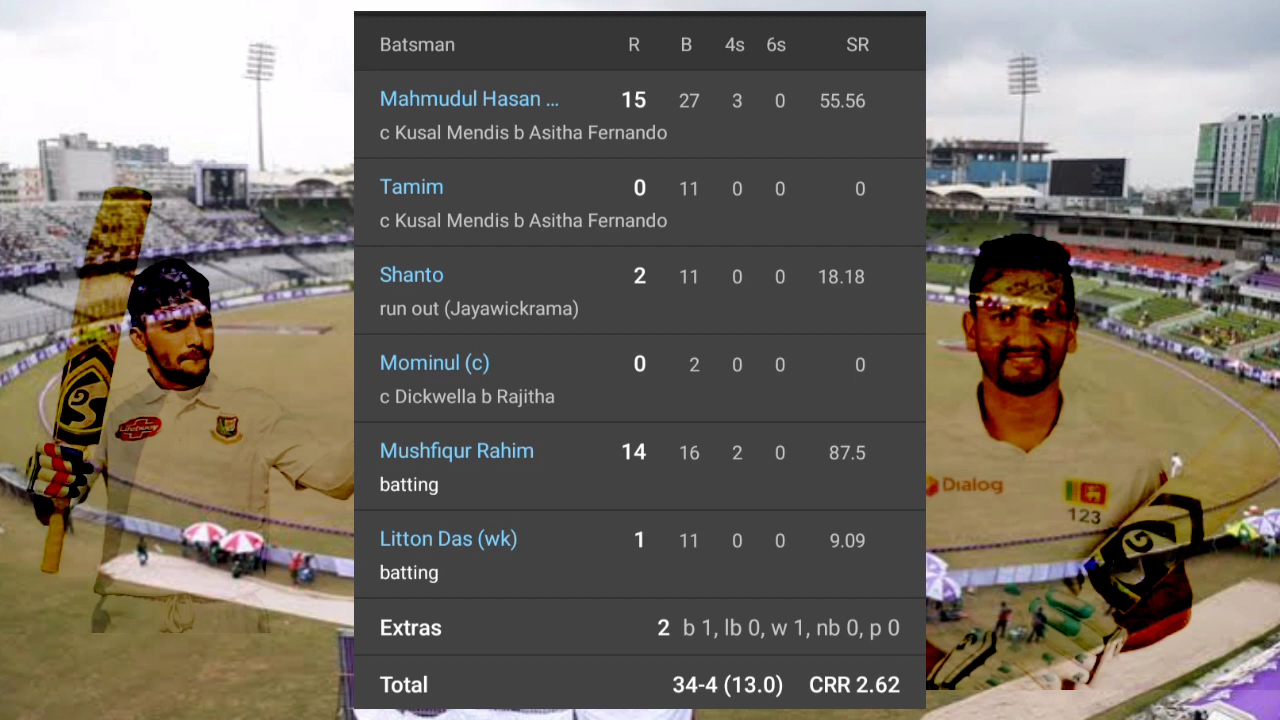 Batsman R B 4s 6s SR
Mahmudul Hasan ... 15 27 3 0 55.56
c Kusal Mendis b Asitha Fernando
Tamim 0 11 0 0 0
c Kusal Mendis b Asitha Fernando
Shanto 2 11 0 0 18.18
run out (Jayawickrama)
Mominul (c) 0 2 0 0 0
c Dickwella b Rajitha
Mushfiqur Rahim 14 16 2 0 87.5
batting
Litton Das (wk) 1 11 0 0 9.09
batting
Extras 2 b 1, lb 0, w 1, nb 0, p 0
Total 34-4 (13.0) CRR 2.62
Lifebuoy
Dialog
123